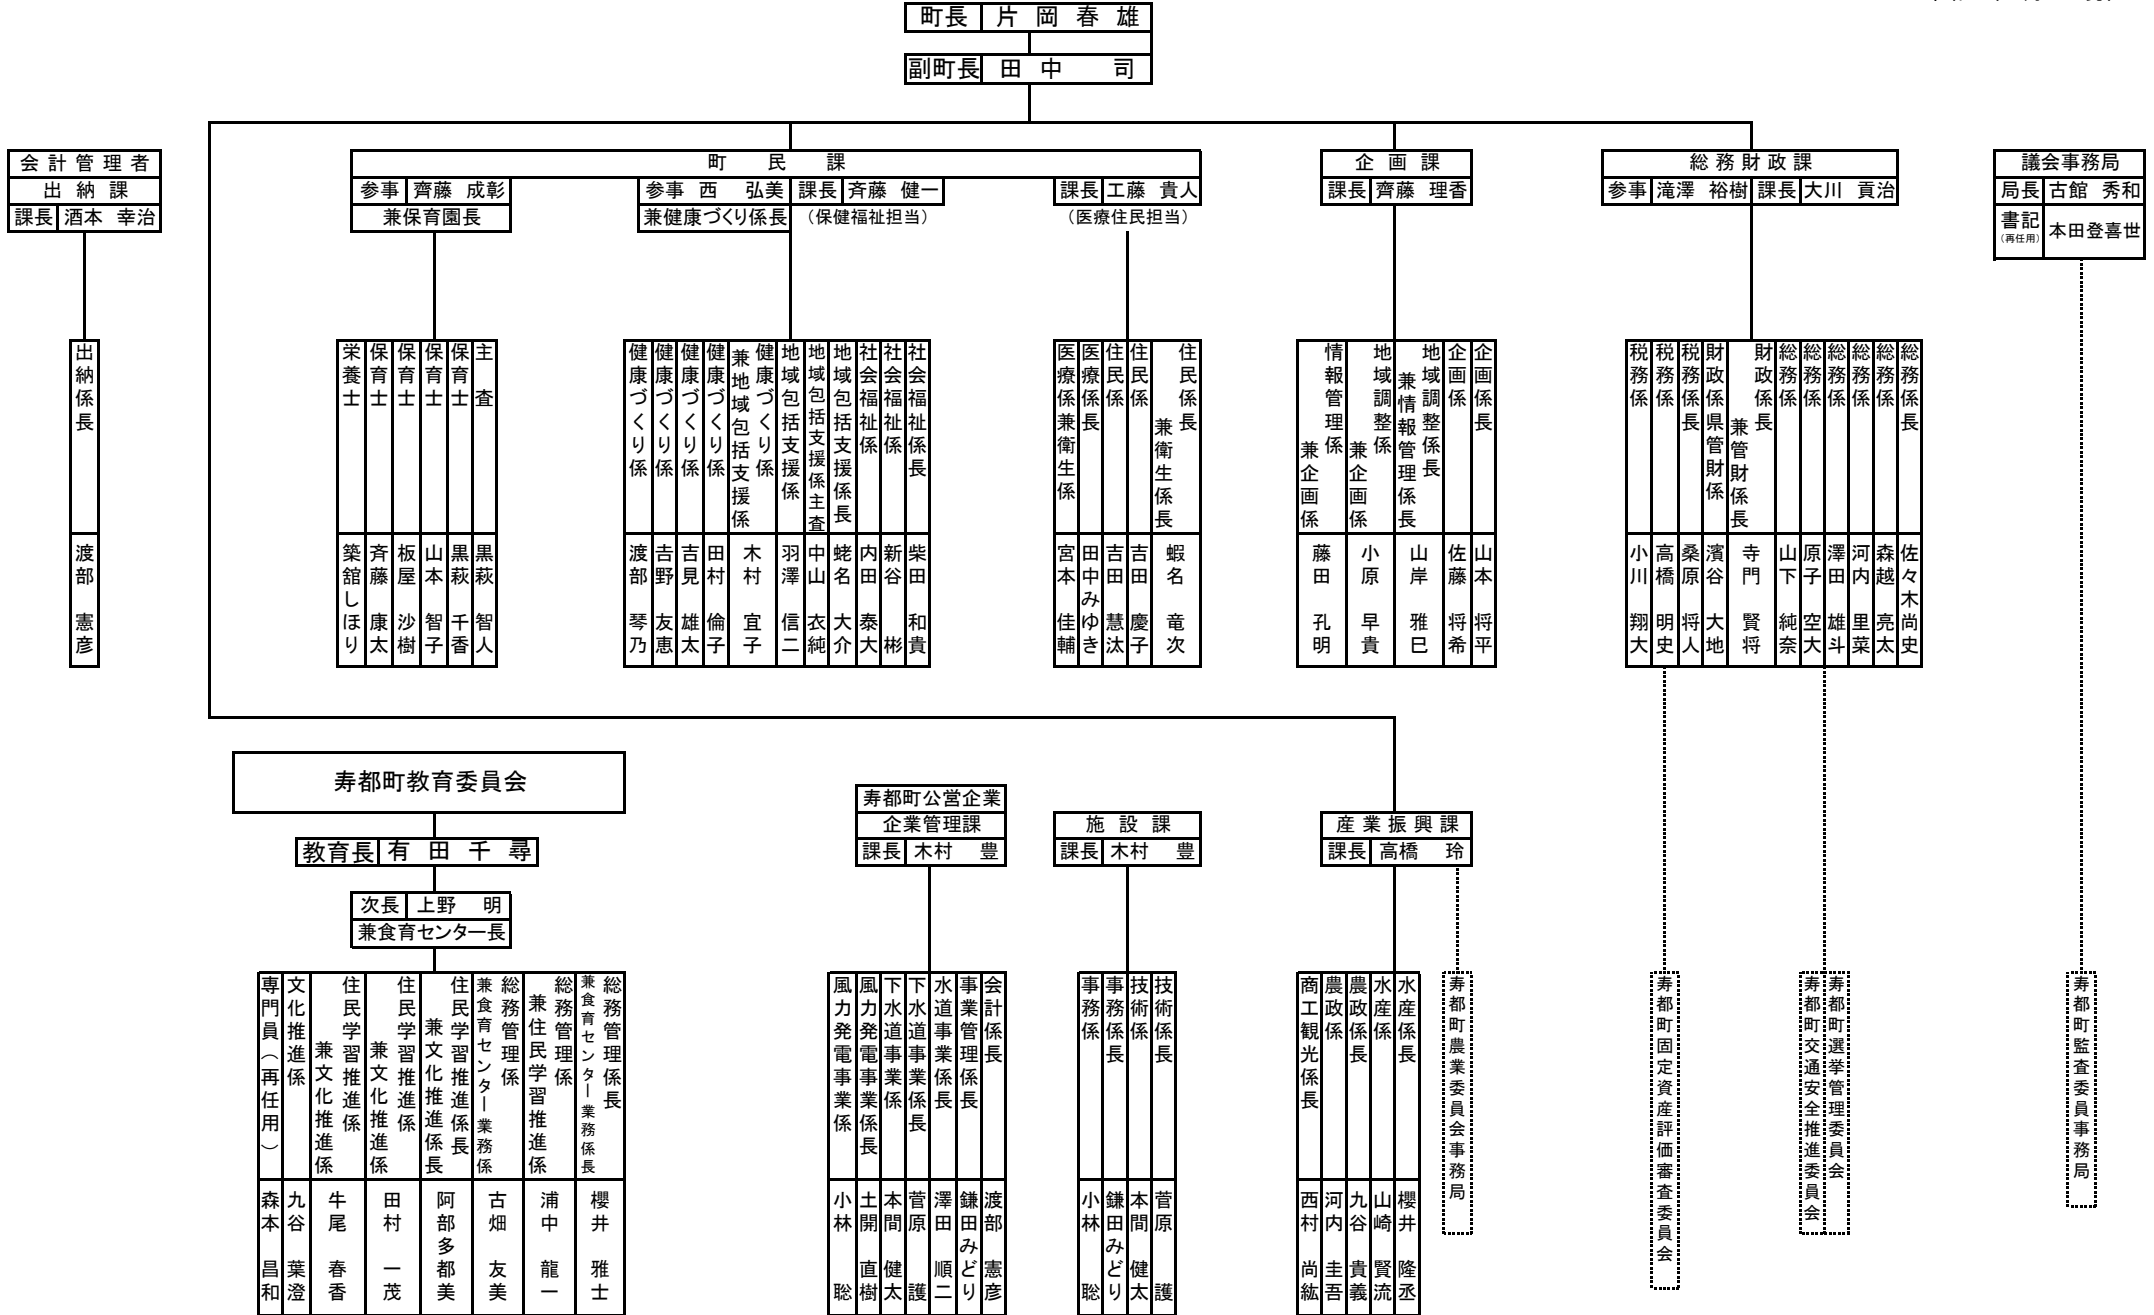 町長 片岡春雄
副町長 田中 司
会計管理者
出納課
課長 酒本 幸治
町民課
参事 齊藤 成彰
兼保育園長
参事 西 弘美 課長 斉藤 健一
兼健康づくり係長 (保健福祉担当)
課長 工藤 貴人
(医療住民担当)
企画課
課長 齊藤 理香
総務財政課
参事 滝澤 裕樹 課長 大川 貢治
議会事務局
局長 古館 秀和
書記(再任用) 本田登喜世
出納係長 渡部 憲彦
栄養士 築舘しほり
保育士 斉藤 康太
保育士 板屋 沙樹
保育士 山本 智子
保育士 黒萩 千香
主査 黒萩 智人
健康づくり係 渡部 琴乃
健康づくり係 𠮷野 友恵
健康づくり係 吉見 雄太
健康づくり係 田村 倫子
健康づくり係 兼地域包括支援係 木村 宜子
地域包括支援係 羽澤 信二
地域包括支援係主査 中山 衣純
地域包括支援係長 蛯名 大介
社会福祉係 内田 泰大
社会福祉係 新谷 彬
社会福祉係長 柴田 和貴
医療係兼衛生係 宮本 佳輔
医療係長 田中みゆき
住民係 吉田 慧汰
住民係 吉田 慶子
住民係長 兼衛生係長 蝦名 竜次
情報管理係 兼企画係 藤田 孔明
地域調整係 兼企画係 小原 早貴
地域調整係長 兼情報管理係長 山岸 雅巳
企画係 佐藤 将希
企画係長 山本 将平
税務係 小川 翔大
税務係 高橋 明史
税務係長 桑原 将人
財政係県管財係 濱谷 大地
財政係長 兼管財係長 寺門 賢将
総務係 山下 純奈
総務係 原子 空大
総務係 澤田 雄斗
総務係 河内 里菜
総務係 森越 亮太
総務係長 佐々木尚史
寿都町教育委員会
教育長 有田千尋
次長 上野 明
兼食育センター長
寿都町公営企業
企業管理課
課長 木村 豊
施設課
課長 木村 豊
産業振興課
課長 高橋 玲
専門員(再任用) 森本 昌和
文化推進係 九谷 葉澄
住民学習推進係 兼文化推進係 牛尾 春香
住民学習推進係 兼文化推進係 田村 一茂
住民学習推進係長 兼文化推進係長 阿部多都美
総務管理係 兼食育センター業務係 古畑 友美
総務管理係 兼住民学習推進係 浦中 龍一
総務管理係長 兼食育センター業務係長 櫻井 雅士
風力発電事業係 小林 聡
風力発電事業係長 土開 直樹
下水道事業係 本間 健太
下水道事業係長 菅原 護
水道事業係長 澤田 順二
事業管理係長 鎌田みどり
会計係長 渡部 憲彦
事務係 小林 聡
事務係長 鎌田みどり
技術係 本間 健太
技術係長 菅原 護
商工観光係長 西村 尚紘
農政係 河内 圭吾
農政係長 九谷 貴義
水産係 山崎 賢流
水産係長 櫻井 隆丞
寿都町農業委員会事務局
寿都町固定資産評価審査委員会
寿都町交通安全推進委員会
寿都町選挙管理委員会
寿都町監査委員事務局